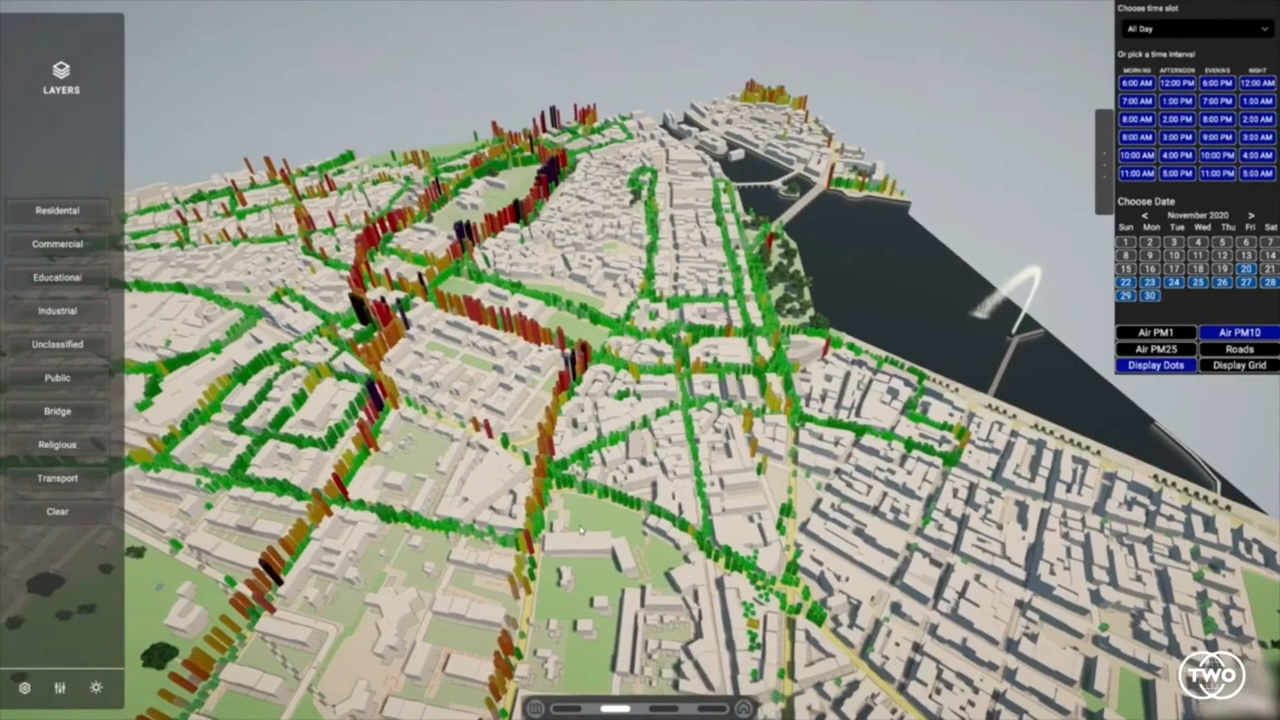 LAYERS
Residental
Commercial
Educational
Industrial
Unclassified
Public
Bridge
Religious
Transport
Clear
Choose time slot
All Day
Or pick a time Interval
MORNING AFTERNOON EVENING NIGHT
6:00 AM 12:00 PM 6:00 PM 12:00 AM
7:00 AM 1:00 PM 7:00 PM 1:00 AM
8:00 AM 2:00 PM 8:00 PM 2:00 AM
8:00 AM 3:00 PM 9:00 PM 3:00 AM
10:00 AM 4:00 PM 10:00 PM 4:00 AM
11:00 AM 5:00 PM 11:00 PM 5:00 AM
Choose Date
< November 2020 >
Sun Mon Tue Wed Thu Fri Sat
1 2 3 4 5 6 7
8 9 10 11 12 13 14
15 16 17 18 19 20 21
22 23 24 25 26 27 28
29 30
Air PM1 Air PM10
Air PM25 Roads
Display Dots Display Grid
TWO